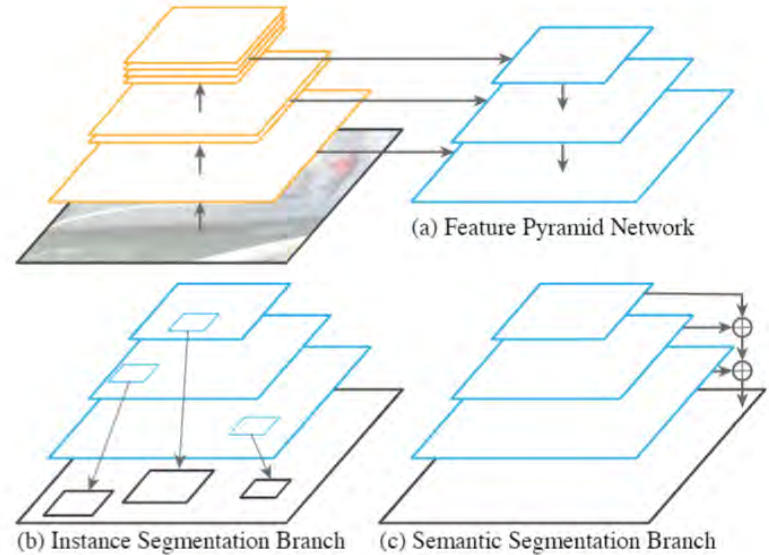 (a) Feature Pyramid Network
(b) Instance Segmentation Branch
(c) Semantic Segmentation Branch